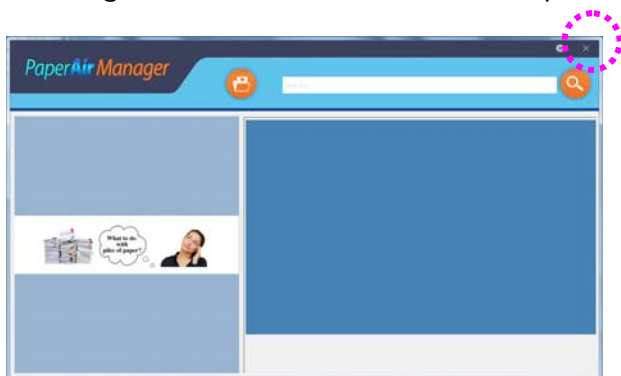 PaperAir Manager
What to do
with
piles of paper?